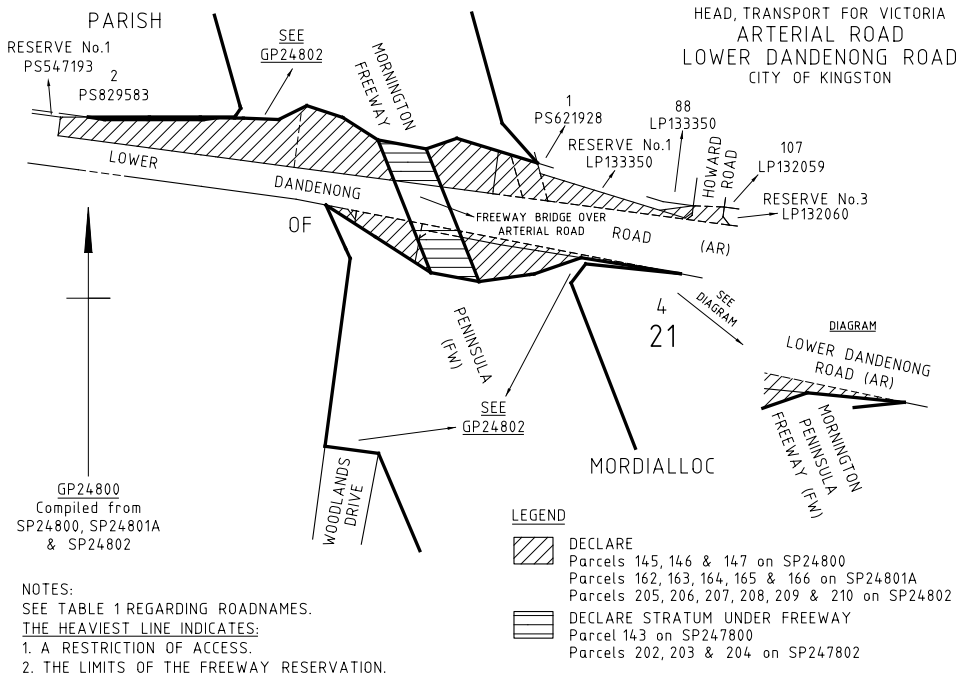 PARISH
HEAD, TRANSPORT FOR VICTORIA
ARTERIAL ROAD
LOWER DANDENONG ROAD
CITY OF KINGSTON
RESERVE No.1
PS547193
2
PS829583
SEE
GP24802
MORNINGTON
FREEWAY
1
PS621928
RESERVE No.1
LP133350
88
LP133350
HOWARD
ROAD
107
LP132059
RESERVE No.3
LP132060
LOWER
DANDENONG
FREEWAY BRIDGE OVER
ARTERIAL ROAD
ROAD
(AR)
OF
PENINSULA
(FW)
4
21
SEE
DIAGRAM
DIAGRAM
LOWER DANDENONG
ROAD (AR)
MORNINGTON
PENINSULA
FREEWAY (FW)
SEE
GP24802
MORDIALLOC
WOODLANDS
DRIVE
GP24800
Compiled from
SP24800, SP24801A
& SP24802
NOTES:
SEE TABLE 1 REGARDING ROADNAMES.
THE HEAVIEST LINE INDICATES:
1. A RESTRICTION OF ACCESS.
2. THE LIMITS OF THE FREEWAY RESERVATION.
LEGEND
DECLARE
Parcels 145, 146 & 147 on SP24800
Parcels 162, 163, 164, 165 & 166 on SP24801A
Parcels 205, 206, 207, 208, 209 & 210 on SP24802
DECLARE STRATUM UNDER FREEWAY
Parcel 143 on SP247800
Parcels 202, 203 & 204 on SP247802